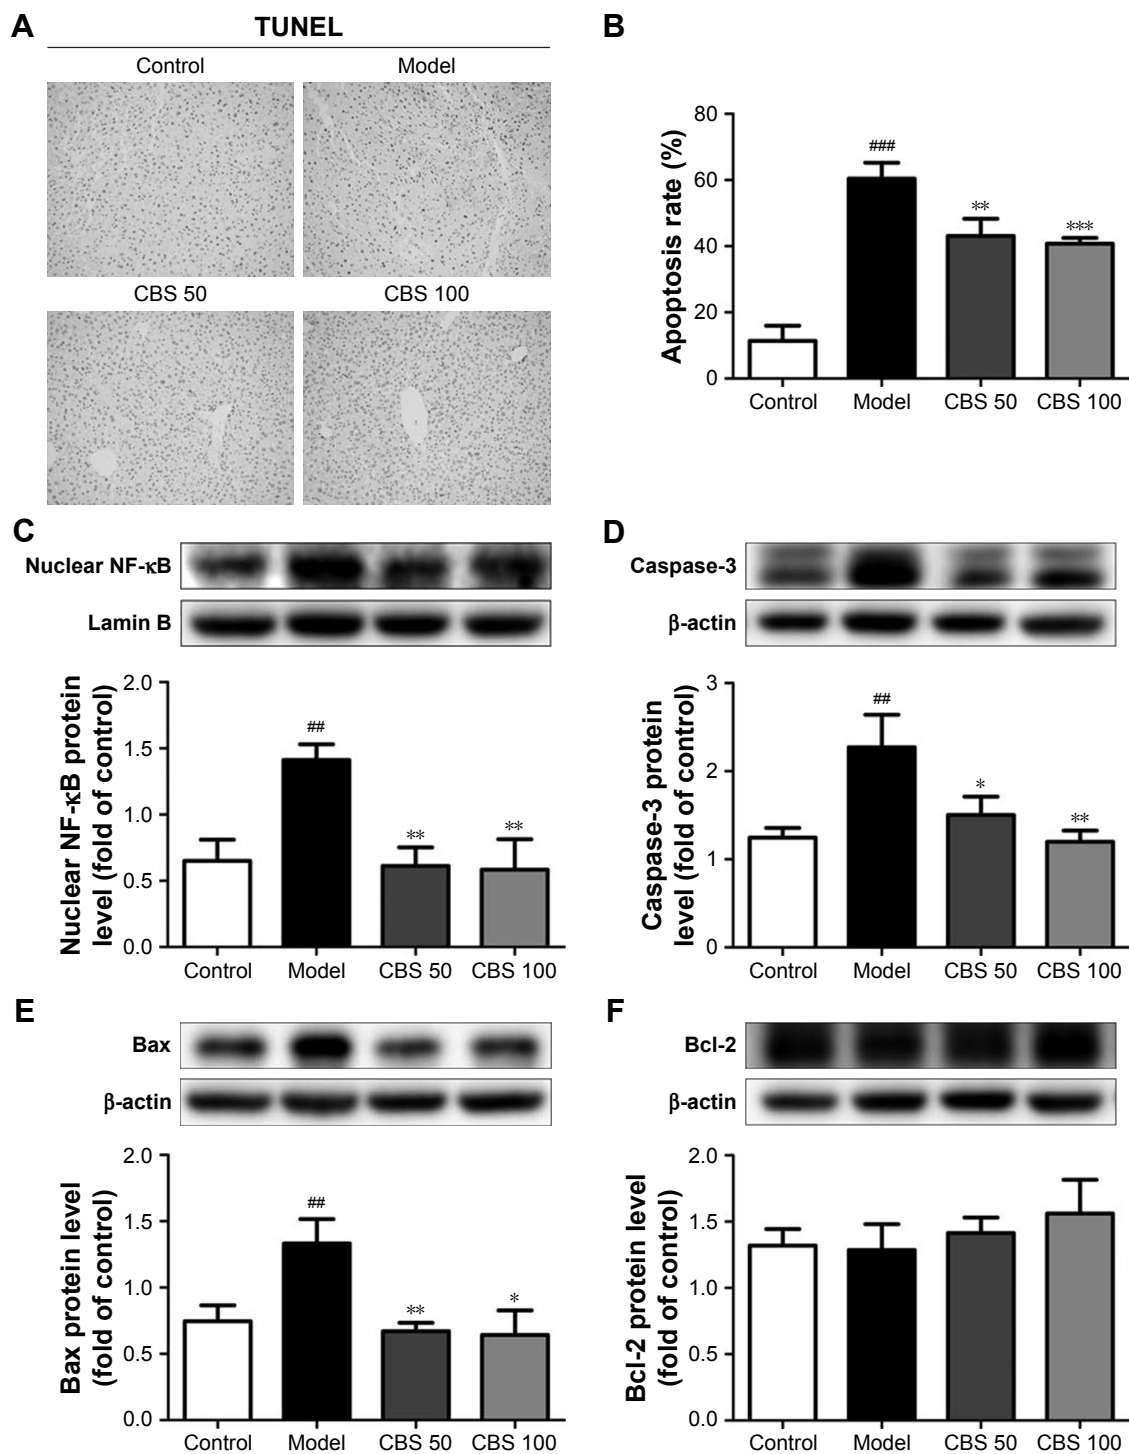 A
TUNEL
Control Model
CBS 50 CBS 100
B
Apoptosis rate (%)
80
60
40
20
0
###
**
***
Control Model CBS 50 CBS 100
C
Nuclear NF-κB
Lamin B
Nuclear NF-κB protein
level (fold of control)
2.0
1.5
1.0
0.5
0.0
##
**
**
Control Model CBS 50 CBS 100
D
Caspase-3
β-actin
Caspase-3 protein
level (fold of control)
3
2
1
0
##
*
**
Control Model CBS 50 CBS 100
E
Bax
β-actin
Bax protein level
(fold of control)
2.0
1.5
1.0
0.5
0.0
##
**
*
Control Model CBS 50 CBS 100
F
Bcl-2
β-actin
Bcl-2 protein level
(fold of control)
2.0
1.5
1.0
0.5
0.0
Control Model CBS 50 CBS 100